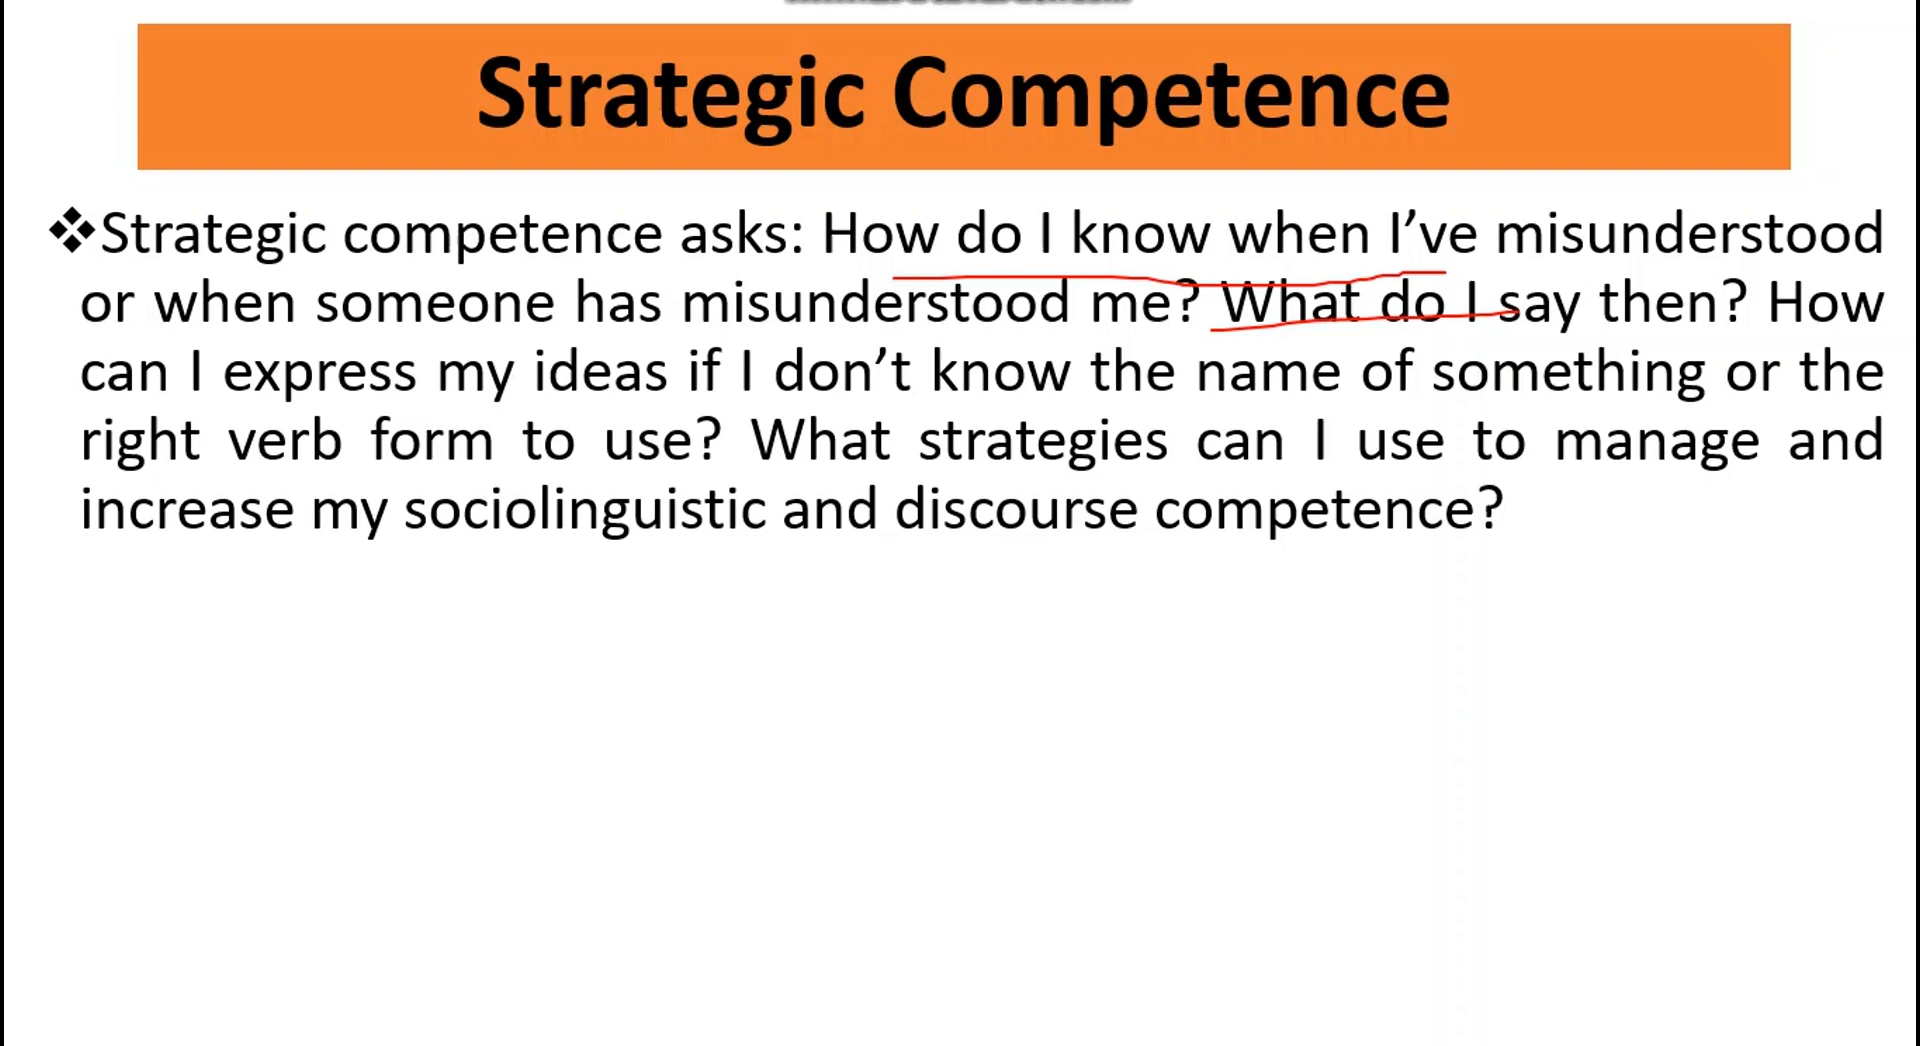 Strategic Competence
❖Strategic competence asks: How do I know when I’ve misunderstood
or when someone has misunderstood me? What do I say then? How
can I express my ideas if I don’t know the name of something or the
right verb form to use? What strategies can I use to manage and
increase my sociolinguistic and discourse competence?